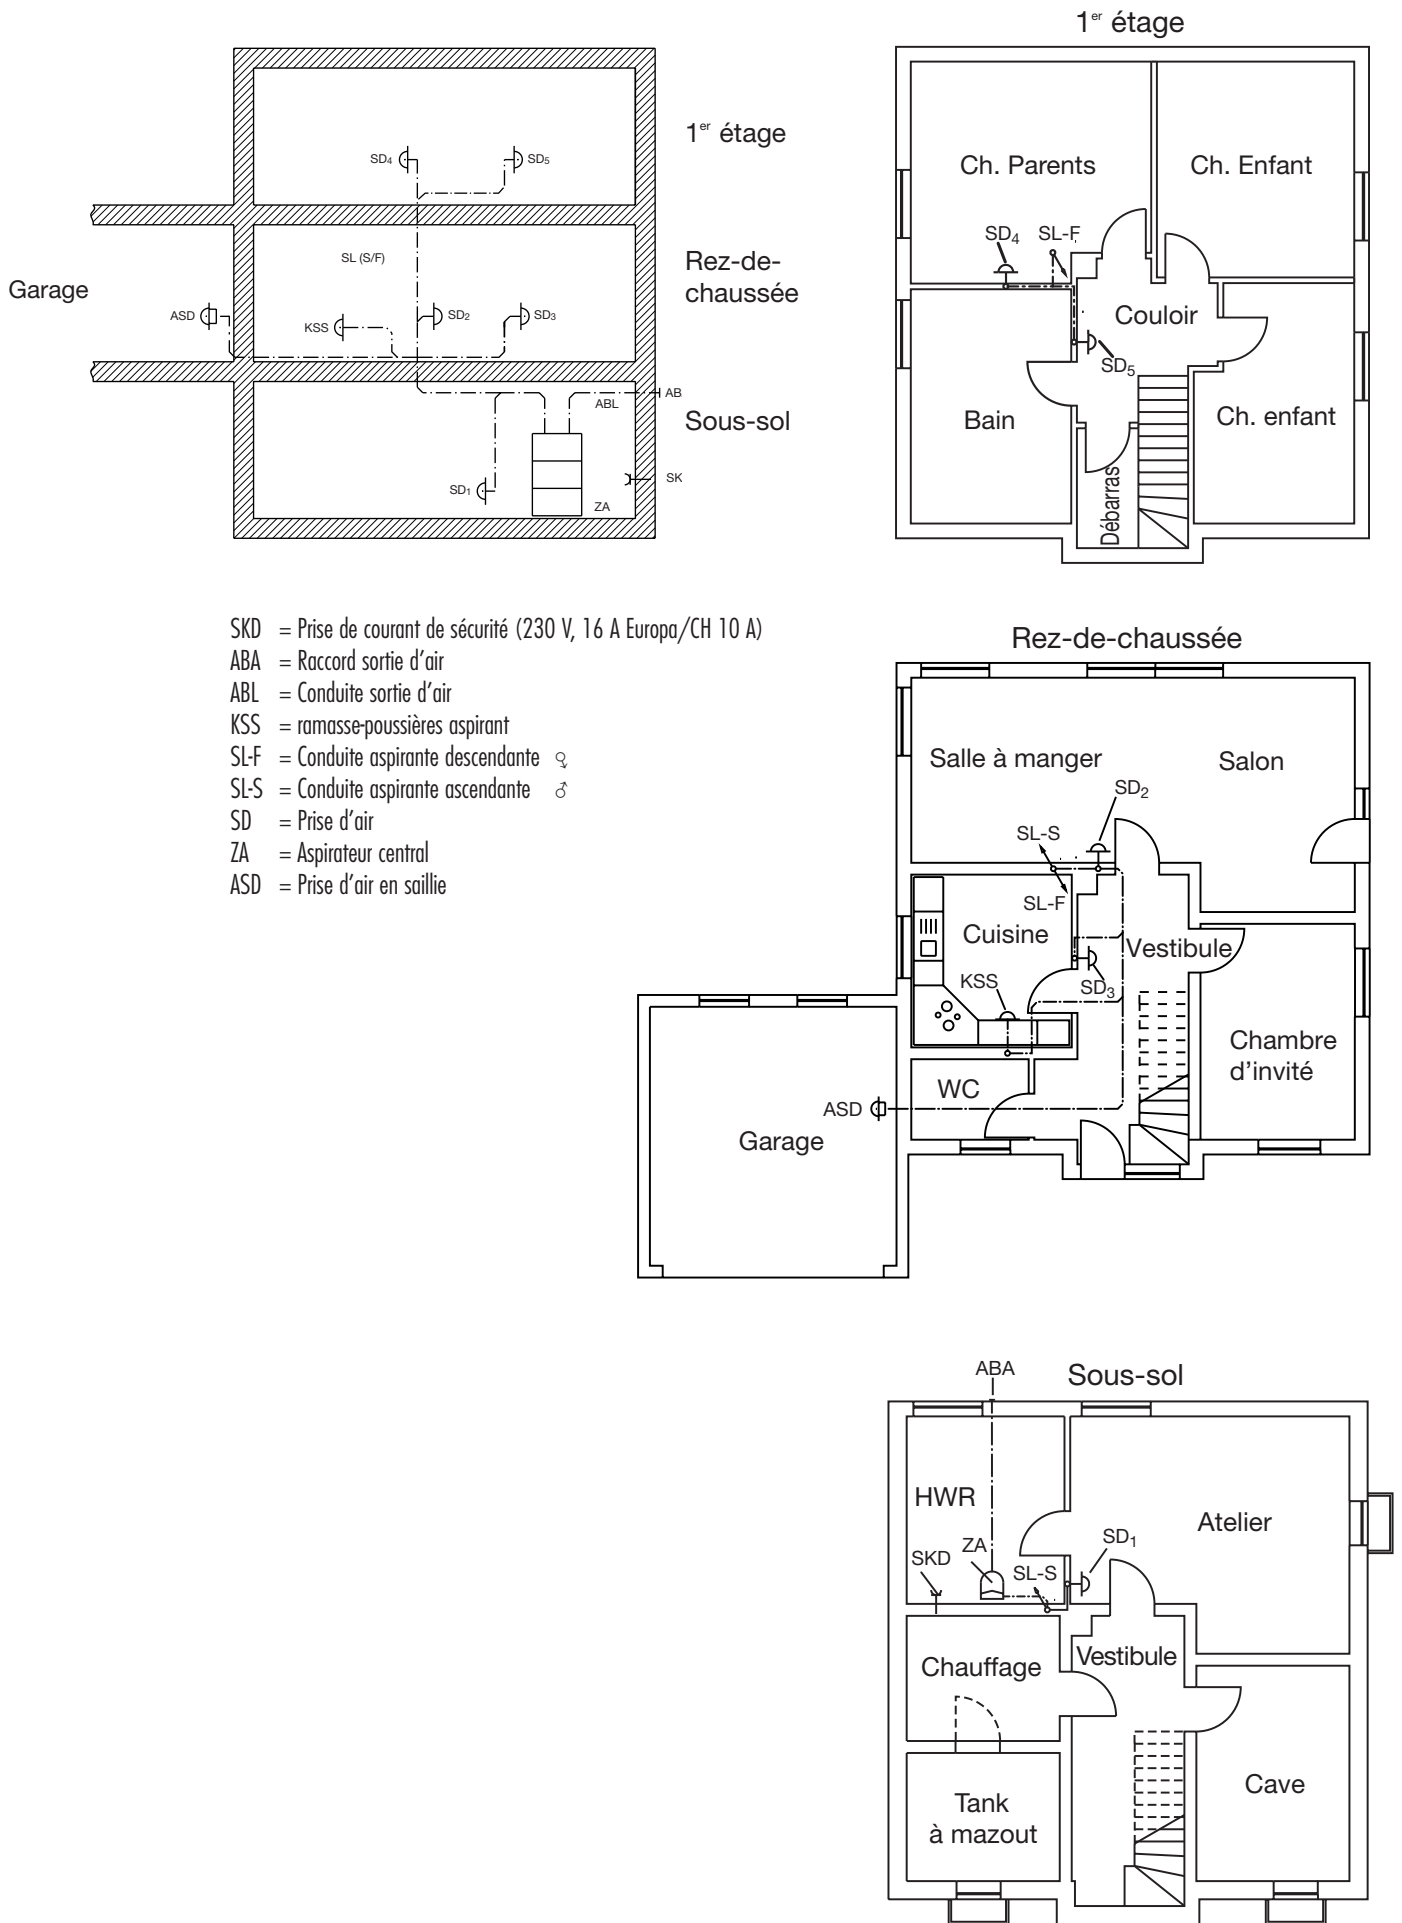 1er étage
SD4
SD5
1er étage
SL (S/F)
Rez-de-
chaussée
Garage
ASD
KSS
SD2
SD3
ABL
AB
Sous-sol
SD1
ZA
SK
Ch. Parents
Ch. Enfant
SD4
SL-F
Couloir
SD5
Bain
Ch. enfant
Débarras
SKD = Prise de courant de sécurité (230 V, 16 A Europa/CH 10 A)
ABA = Raccord sortie d'air
ABL = Conduite sortie d'air
KSS = ramasse-poussières aspirant
SL-F = Conduite aspirante descendante
SL-S = Conduite aspirante ascendante
SD = Prise d'air
ZA = Aspirateur central
ASD = Prise d'air en saillie
Rez-de-chaussée
Salle à manger
Salon
SD2
SL-S
SL-F
Cuisine
Vestibule
KSS
SD3
Chambre
d'invité
WC
ASD
Garage
ABA
Sous-sol
HWR
Atelier
ZA
SD1
SKD
SL-S
Chauffage
Vestibule
Tank
à mazout
Cave